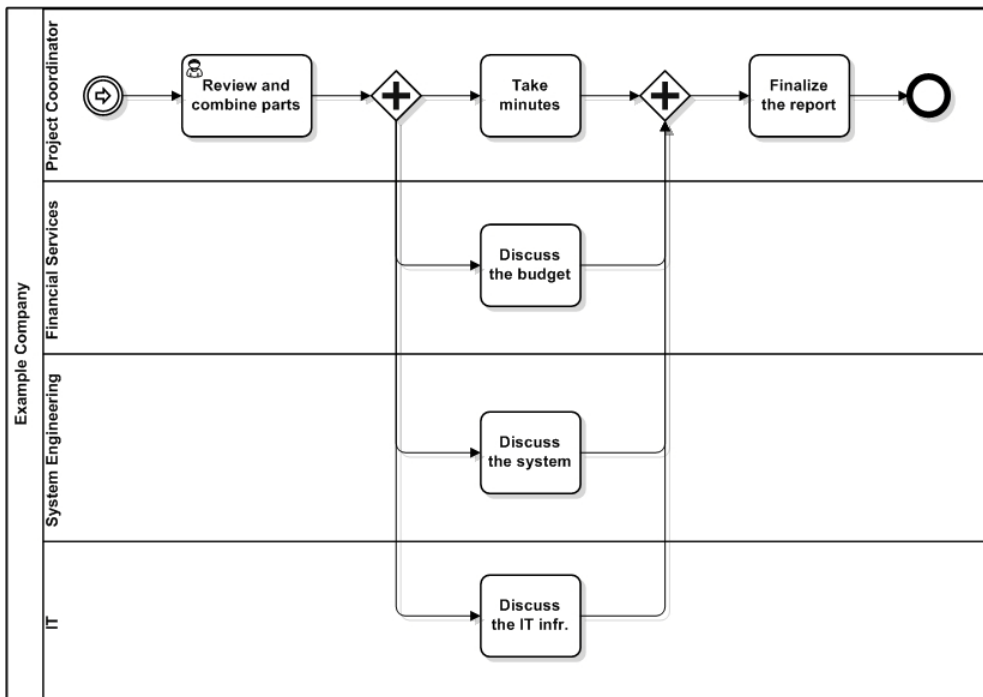 Example Company
Project Coordinator
Review and
combine parts
Take
minutes
Finalize
the report
Financial Services
Discuss
the budget
System Engineering
Discuss
the system
IT
Discuss
the IT infr.